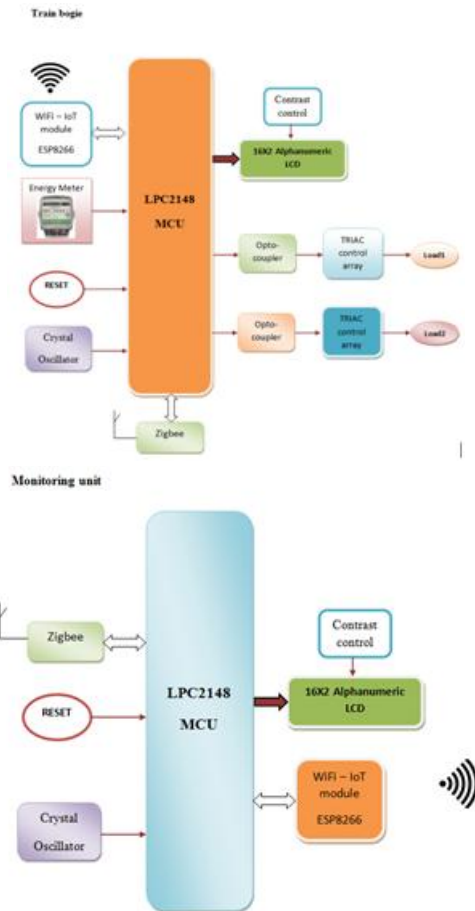 Train bogie
WiFi – IoT
module
ESP8266
Contrast
control
16X2 Alphanumeric
LCD
Energy Meter
LPC2148
MCU
Opto-
coupler
TRIAC
control
array
Load1
RESET
Opto-
coupler
TRIAC
control
array
Load2
Crystal
Oscillator
Zigbee
Monitoring unit
Zigbee
Contrast
control
RESET
LPC2148
MCU
16X2 Alphanumeric
LCD
WiFi – IoT
module
ESP8266
Crystal
Oscillator